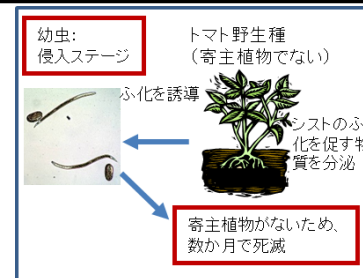 幼虫:
侵入ステージ
トマト野生種
(寄主植物でない)
ふ化を誘導
シストのふ
化を促す物
質を分泌
寄主植物がないため、
数か月で死滅